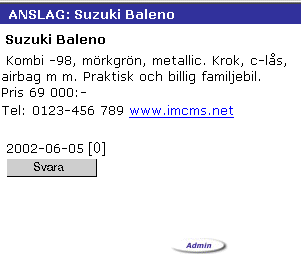 ANSLAG: Suzuki Baleno
Suzuki Baleno
Kombi -98, mörkgrön, metallic. Krok, c-lås,
airbag m m. Praktisk och billig familjebil.
Pris 69 000:-
Tel: 0123-456 789 www.imcms.net
2002-06-05 [0]
Svara
Admin